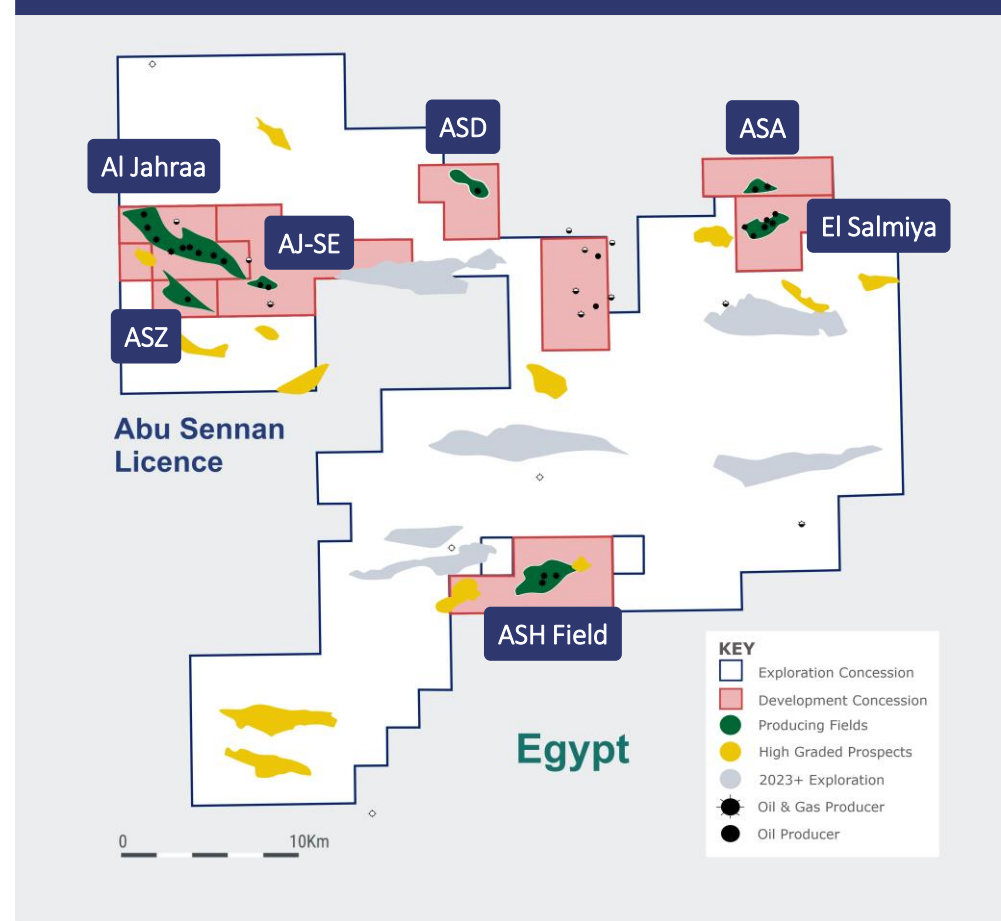 ASD
ASA
Al Jahraa
El Salmiya
AJ-SE
ASZ
Abu Sennan
Licence
ASH Field
Egypt
KEY
Exploration Concession
Development Concession
Producing Fields
High Graded Prospects
2023+ Exploration
Oil & Gas Producer
Oil Producer
0 10Km